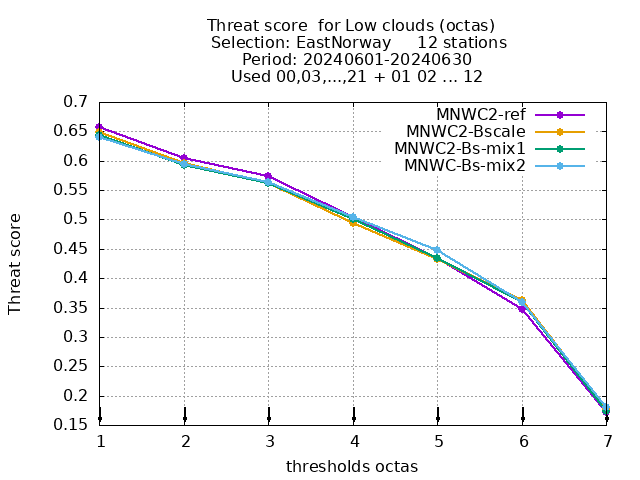 Threat score  for Low clouds (octas)
Selection: EastNorway     12 stations
Period: 20240601-20240630
Used 00,03,...,21 + 01 02 ... 12
MNWC2-ref
MNWC2-Bscale
MNWC2-Bs-mix1
MNWC-Bs-mix2
0.7
0.65
0.6
0.55
0.5
0.45
0.4
0.35
0.3
0.25
0.2
0.15
Threat score
1 2 3 4 5 6 7
thresholds octas